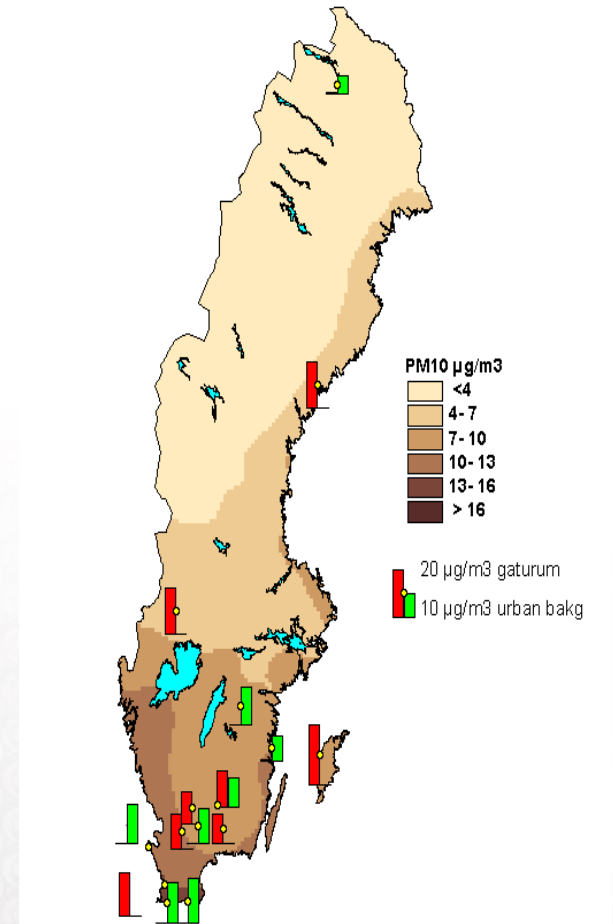 PM10 µg/m3
<4
4- 7
7- 10
10- 13
13- 16
> 16
20 µg/m3 gaturum
10 µg/m3 urban bakg